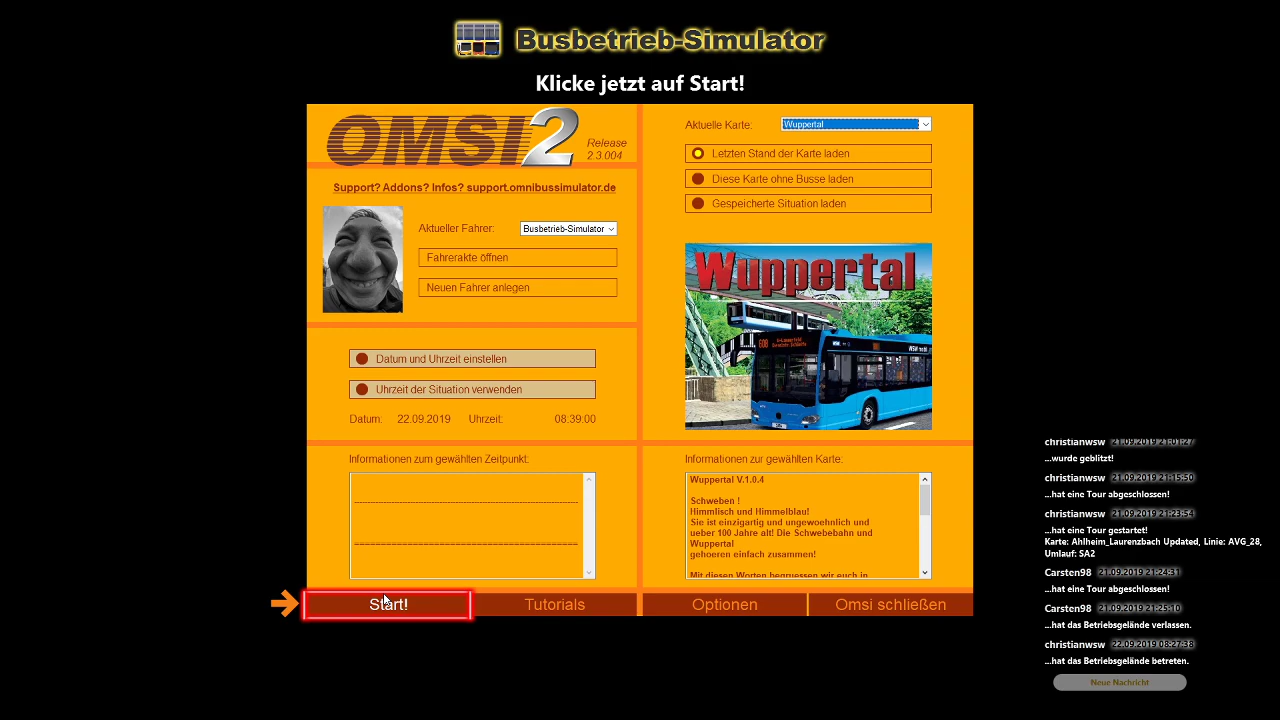 Busbetrieb-Simulator
Klicke jetzt auf Start!
OMSI 2
Release
2.3.004
Support? Addons? Infos? support.omnibussimulator.de
Aktueller Fahrer:
Busbetrieb-Simulator
Fahrerakte öffnen
Neuen Fahrer anlegen
Datum und Uhrzeit einstellen
Uhrzeit der Situation verwenden
Datum: 22.09.2019 Uhrzeit: 08:39:00
Informationen zum gewählten Zeitpunkt:
Aktuelle Karte:
Wuppertal
Letzten Stand der Karte laden
Diese Karte ohne Busse laden
Gespeicherte Situation laden
Wuppertal
608
Informationen zur gewählten Karte:
Wuppertal V.1.0.4
Schweben !
Himmlisch und Himmelblau!
Sie ist einzigartig und ungewoehnlich und
ueber 100 Jahre alt! Die Schwebebahn und
Wuppertal
gehoeren einfach zusammen!
Mit diesen Worten begruessen wir euch in
Start!
Tutorials
Optionen
Omsi schließen
christianwsw 21.09.2019 21:01:27
...wurde geblitzt!
christianwsw 21.09.2019 21:15:50
...hat eine Tour abgeschlossen!
christianwsw 21.09.2019 21:23:54
...hat eine Tour gestartet!
Karte: Ahlheim_Laurenzbach Updated, Linie: AVG_28,
Umlauf: SA2
Carsten98 21.09.2019 21:24:31
...hat eine Tour abgeschlossen!
Carsten98 21.09.2019 21:25:10
...hat das Betriebsgelände verlassen.
christianwsw 22.09.2019 08:27:38
...hat das Betriebsgelände betreten.
Neue Nachricht